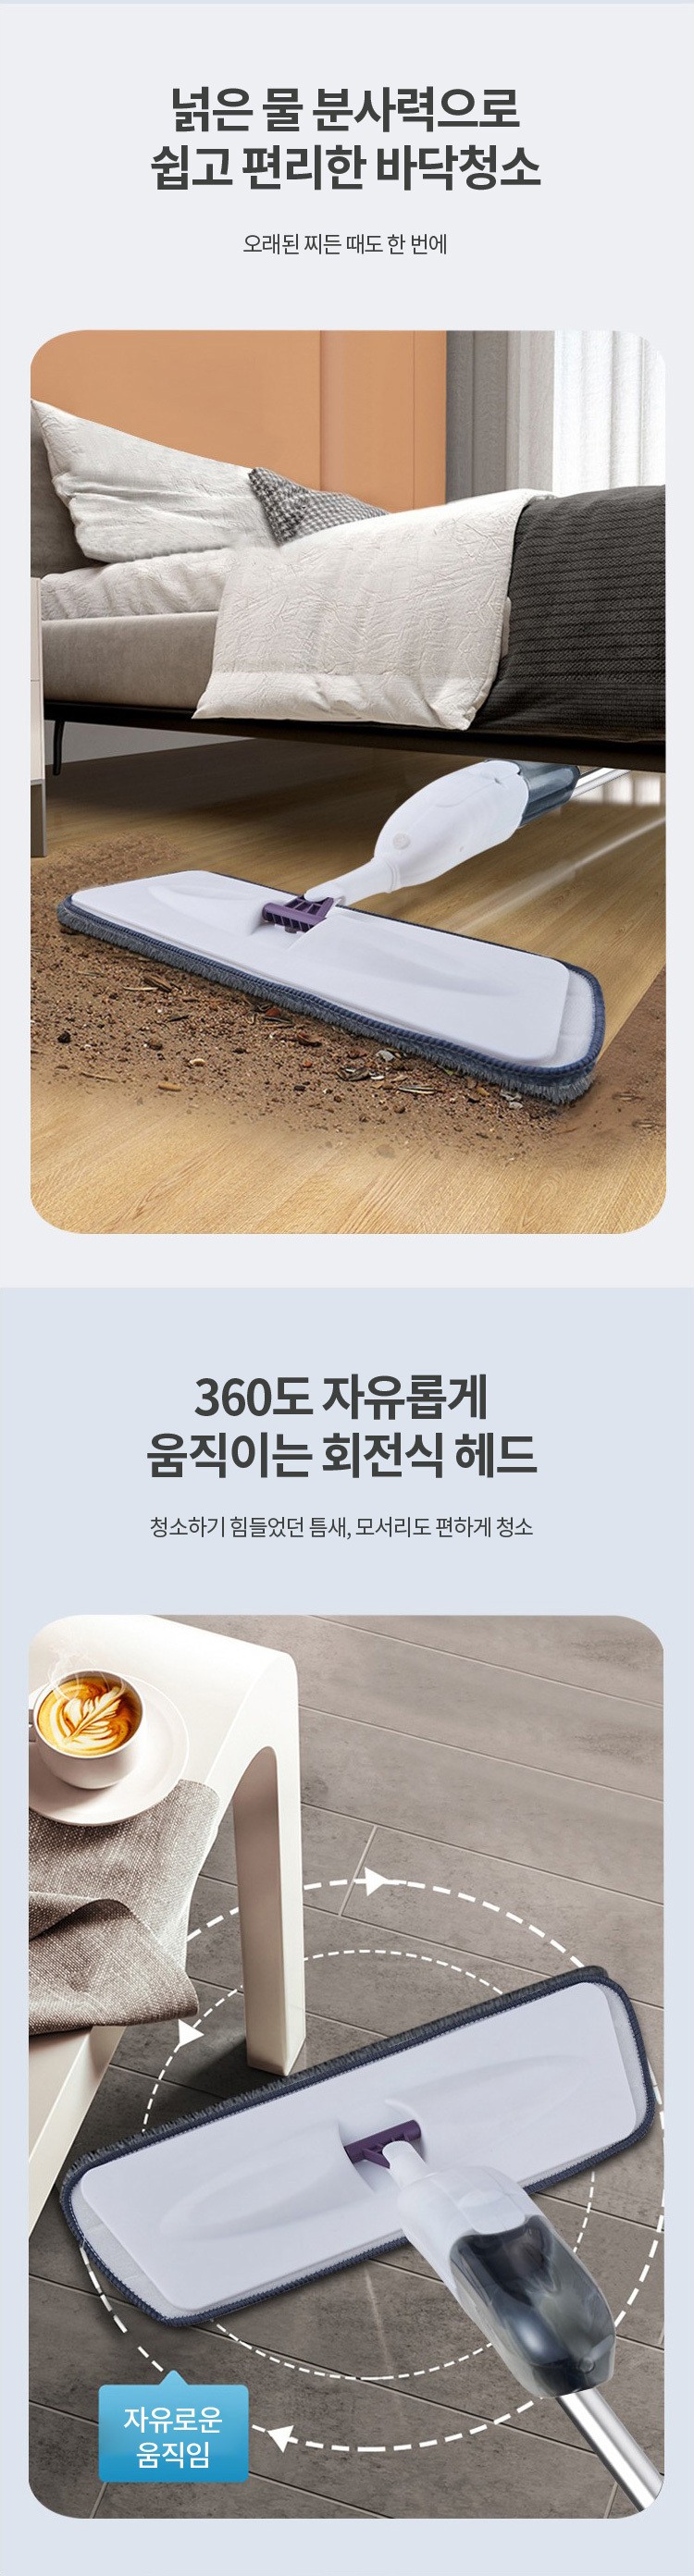 넓은 물 분사력으로
쉽고 편리한 바닥청소
오래된 찌든 때도 한 번에
360도 자유롭게
움직이는 회전식 헤드
청소하기 힘들었던 틈새, 모서리도 편하게 청소
자유로운
움직임